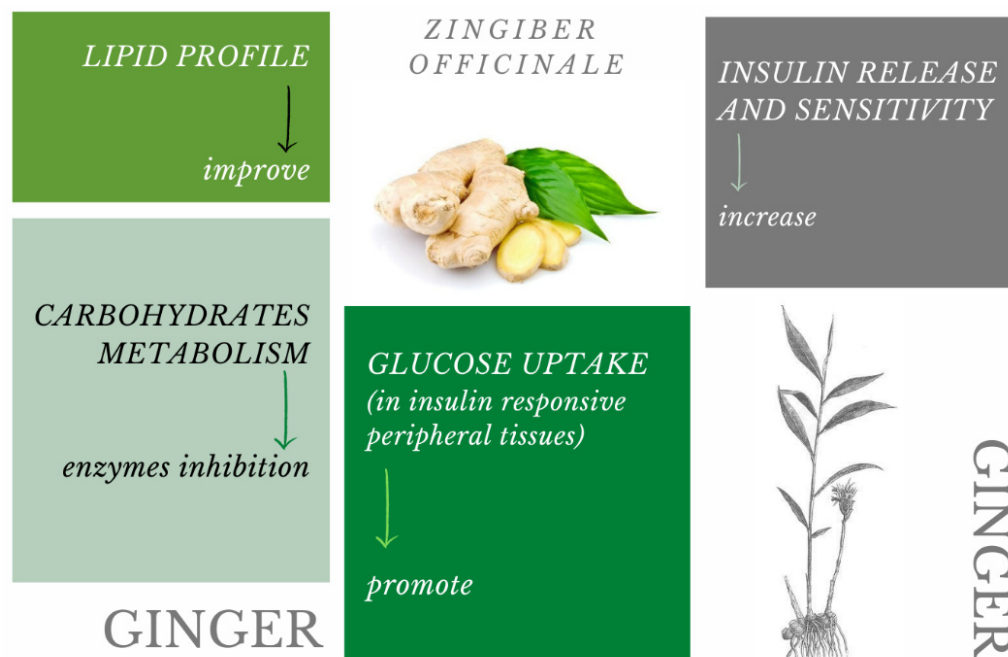 LIPID PROFILE
improve
CARBOHYDRATES
METABOLISM
enzymes inhibition
GINGER
ZINGIBER
OFFICINALE
GLUCOSE UPTAKE
(in insulin responsive
peripheral tissues)
promote
INSULIN RELEASE
AND SENSITIVITY
increase
GINGER